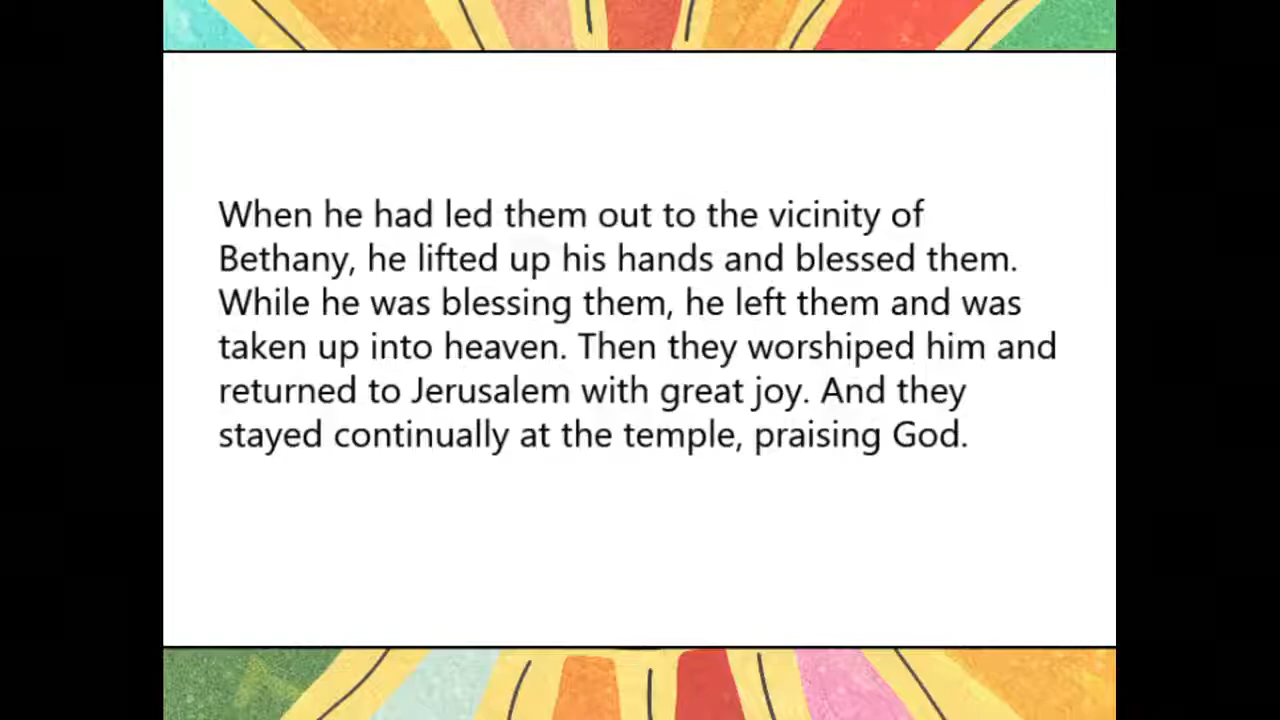 When he had led them out to the vicinity of
Bethany, he lifted up his hands and blessed them.
While he was blessing them, he left them and was
taken up into heaven. Then they worshiped him and
returned to Jerusalem with great joy. And they
stayed continually at the temple, praising God.